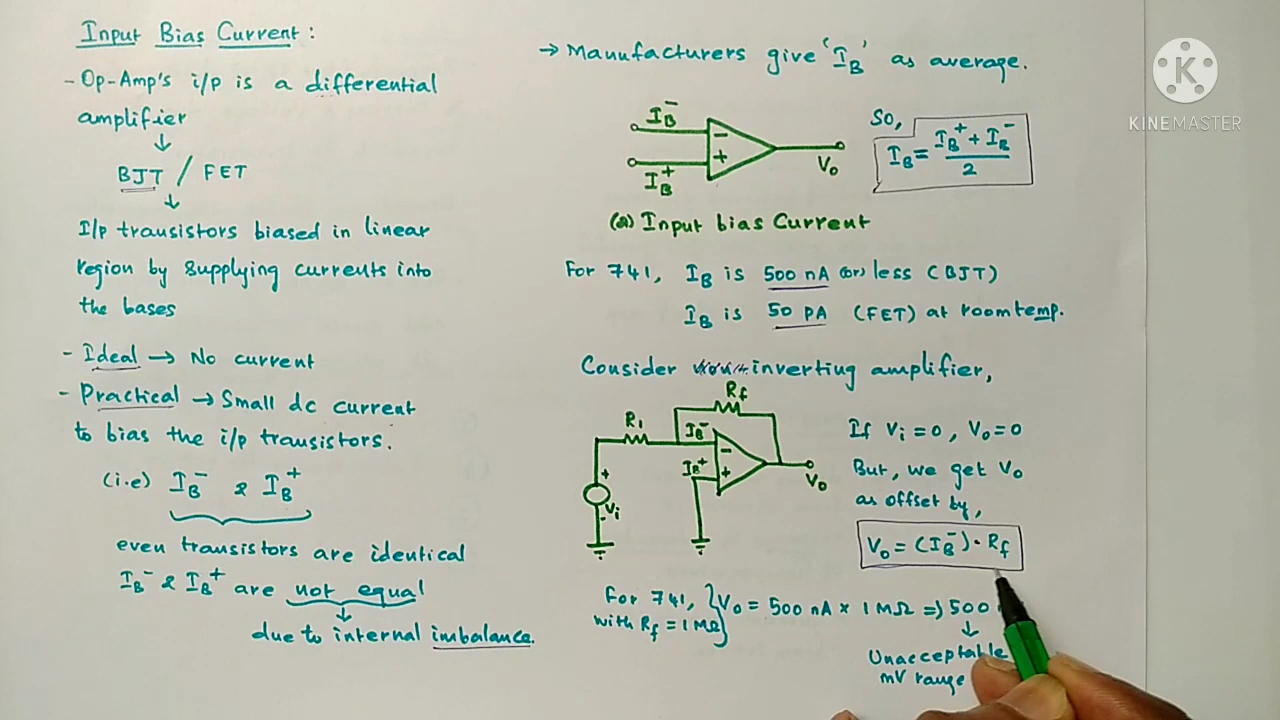 Input Bias Current :
- Op-Amp's i/p is a differential
amplifier
↓
BJT / FET
↓
I/p transistors biased in linear
region by supplying currents into
the bases
- Ideal → No current
- Practical → Small dc current
to bias the i/p transistors.
(i.e) IB⁻ & IB⁺
even transistors are identical
IB⁻ & IB⁺ are not equal
↓
due to internal imbalance.
→ Manufacturers give 'IB' as average.
IB⁻
-
+
IB⁺
Vo
So,
IB = IB⁺ + IB⁻ / 2
(a) Input bias Current
For 741, IB is 500 nA (or) less (BJT)
IB is 50 PA (FET) at room temp.
Consider inverting amplifier,
Rf
R1
IB⁻
IB⁺
-
+
+
-
Vi
Vo
If Vi = 0, Vo = 0
But, we get Vo
as offset by,
Vo = (IB⁻) · Rf
For 741,
with Rf = 1 MΩ
Vo = 500 nA × 1 MΩ ⇒ 500
↓
Unacceptable
mV range
K
KINEMASTER